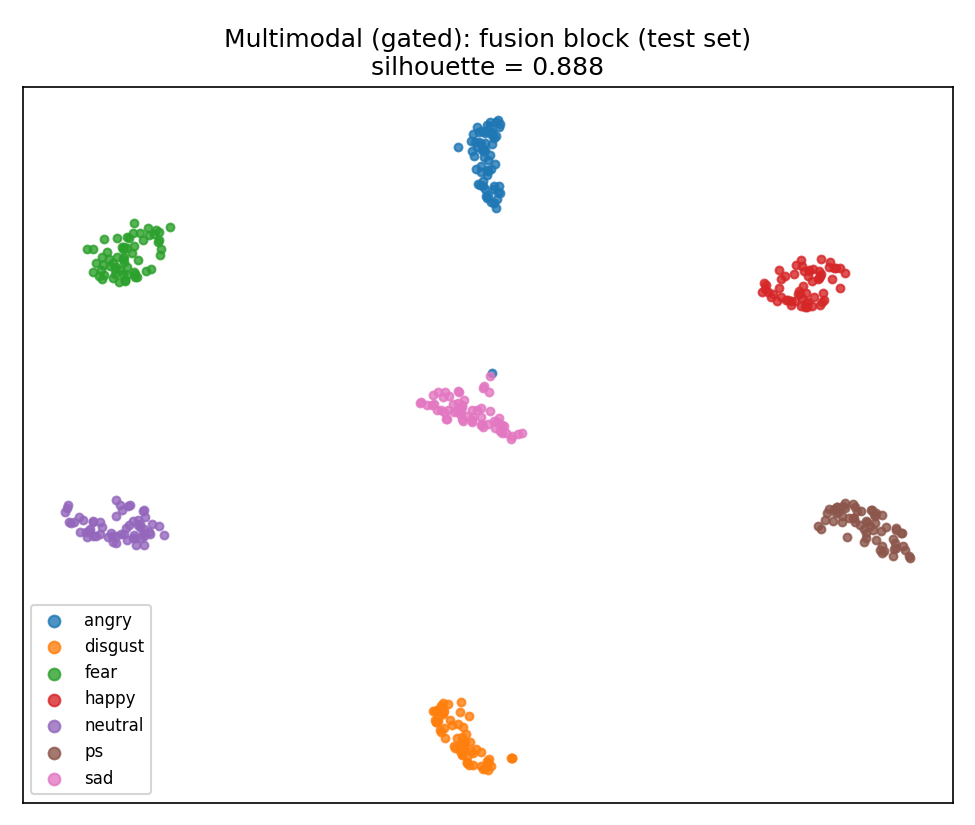 Multimodal (gated): fusion block (test set)
silhouette = 0.888
angry
disgust
fear
happy
neutral
ps
sad